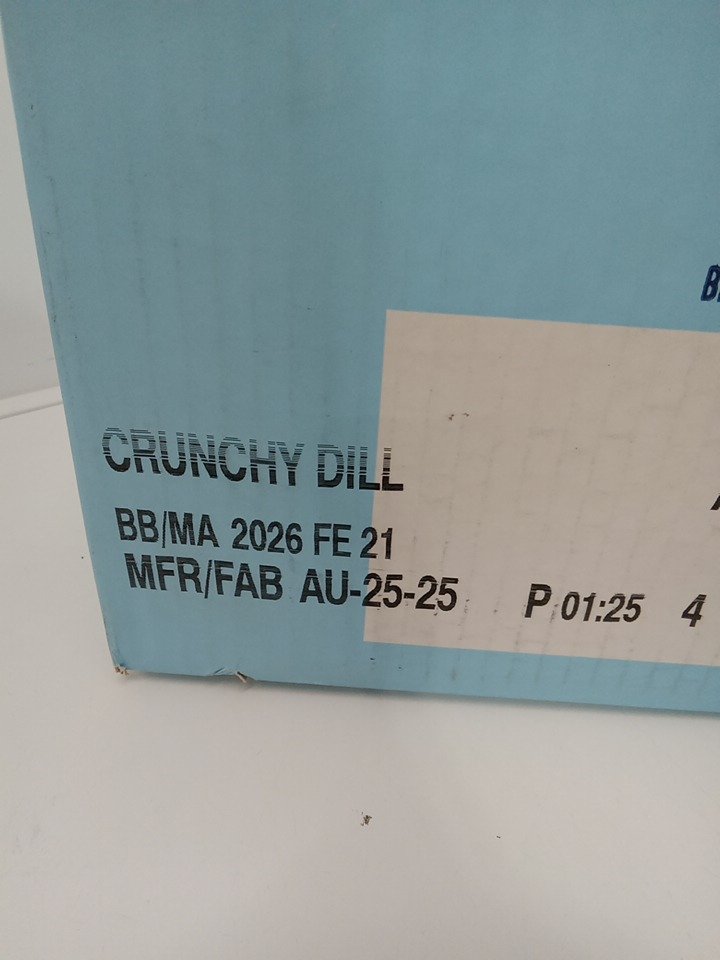 CRUNCHY DILL
BB/MA 2026 FE 21
MFR/FAB AU-25-25 P 01:25 4